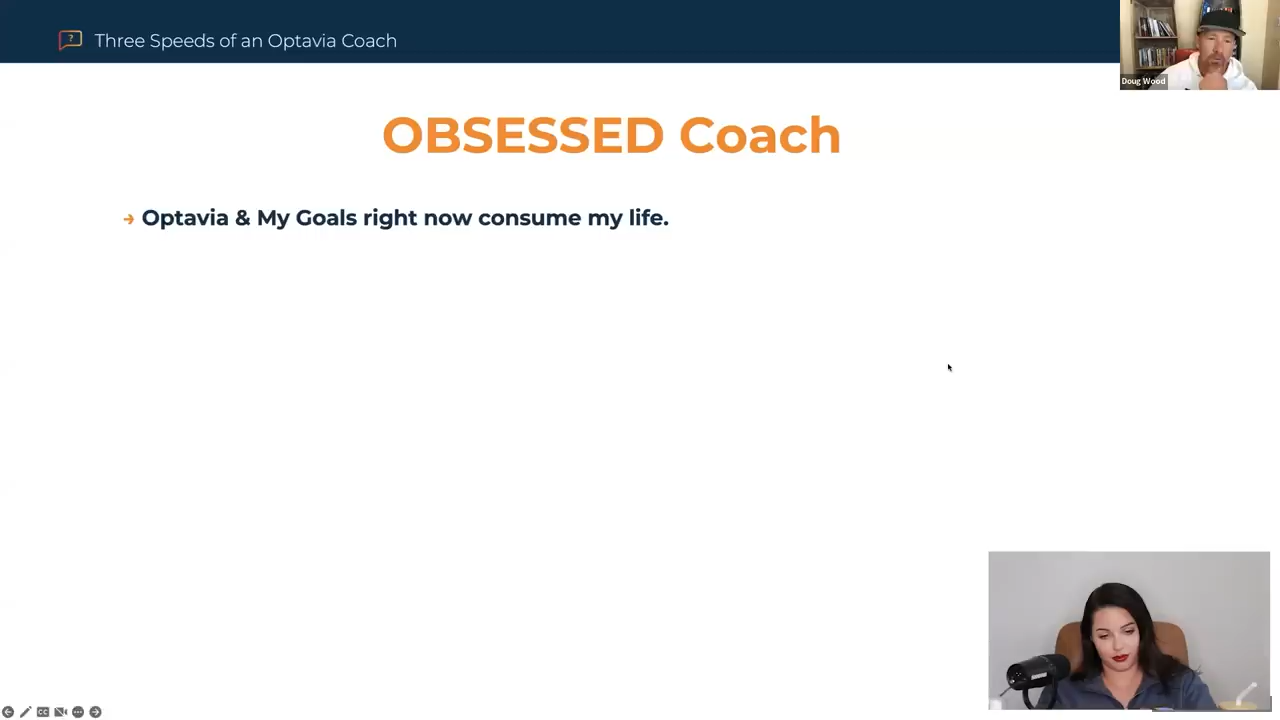 Three Speeds of an Optavia Coach
Doug Wood
OBSESSED Coach
→ Optavia & My Goals right now consume my life.